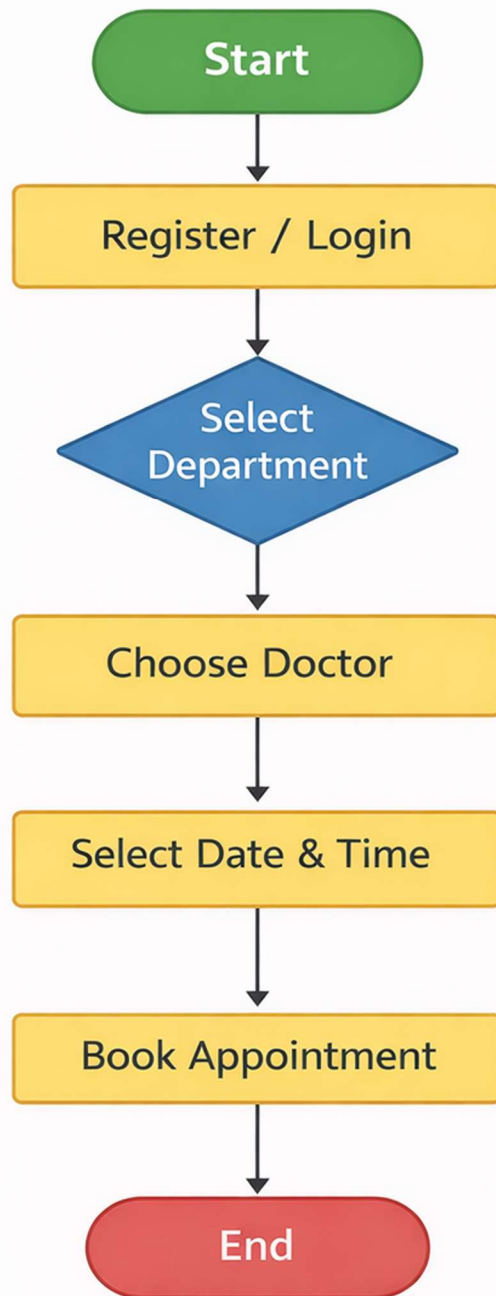 Start
Register / Login
Select
Department
Choose Doctor
Select Date & Time
Book Appointment
End